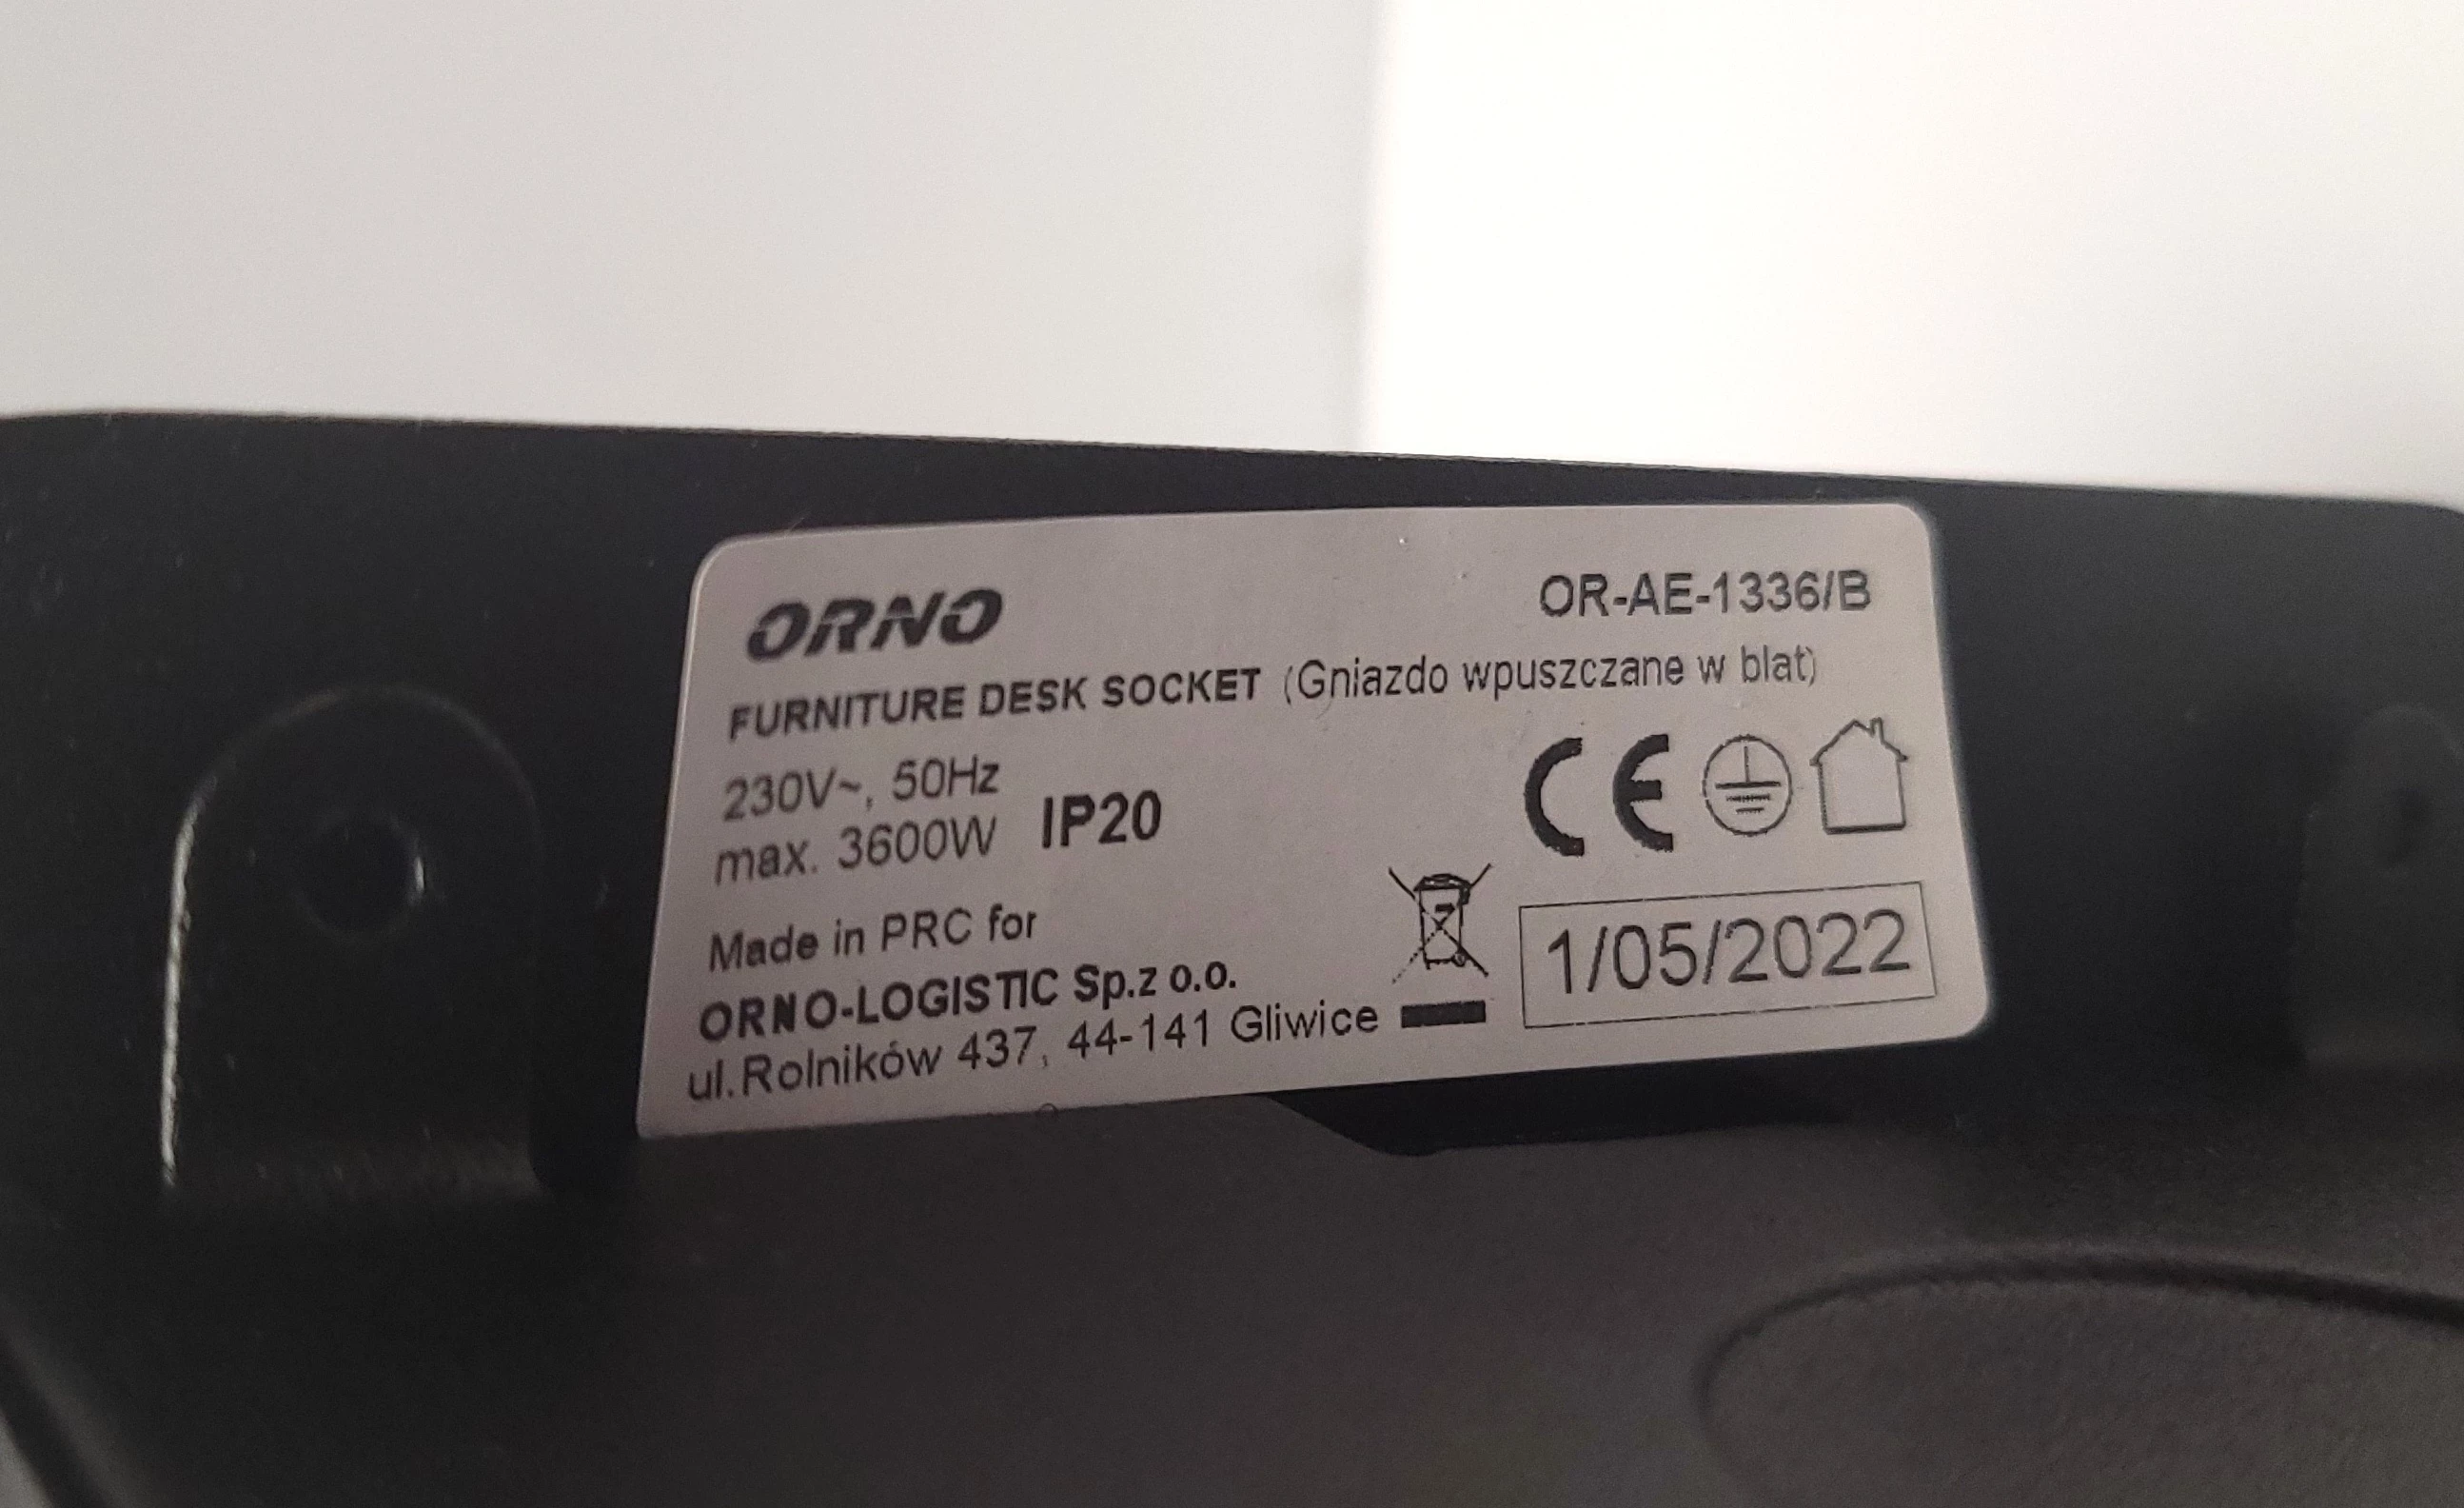 ORNO
OR-AE-1336/B
FURNITURE DESK SOCKET (Gniazdo wpuszczane w blat)
230V~, 50Hz
max. 3600W IP20
CE
Made in PRC for
ORNO-LOGISTIC Sp.z o.o.
ul.Rolników 437, 44-141 Gliwice
1/05/2022